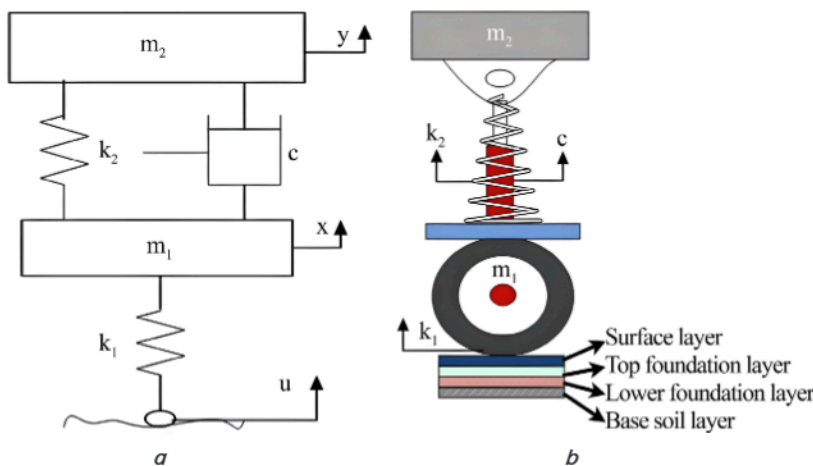 m₂
y
k₂
c
m₁
x
k₁
u
a
m₂
k₂
c
m₁
k₁
Surface layer
Top foundation layer
Lower foundation layer
Base soil layer
b